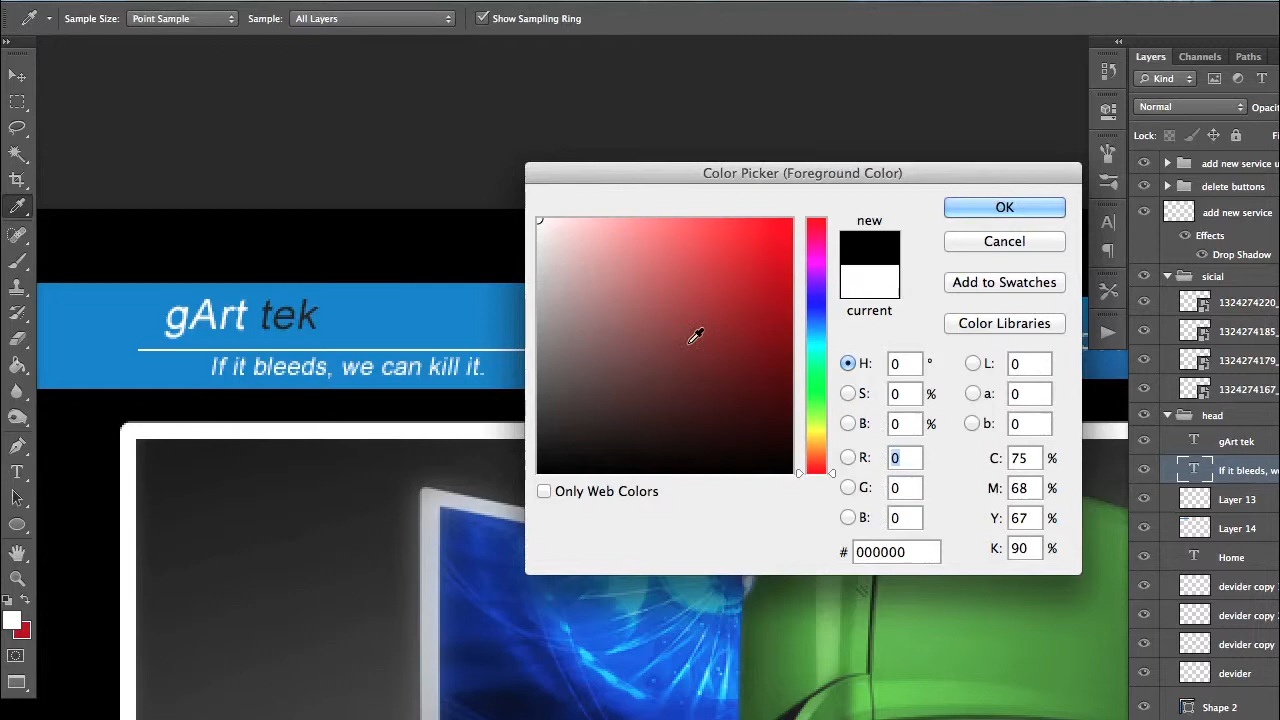 Sample Size: Point Sample Sample: All Layers Show Sampling Ring
Layers Channels Paths
Kind
Normal Opacit
Lock:
add new service u
delete buttons
add new service
Effects
Drop Shadow
sicial
1324274220
1324274185
1324274179
1324274167
head
gArt tek
If it bleeds, we
Layer 13
Layer 14
Home
devider copy
devider copy 2
devider copy
devider
Shape 2
gArt tek
If it bleeds, we can kill it.
Color Picker (Foreground Color)
new
current
OK
Cancel
Add to Swatches
Color Libraries
H: 0 °
S: 0 %
B: 0 %
R: 0
G: 0
B: 0
L: 0
a: 0
b: 0
C: 75 %
M: 68 %
Y: 67 %
K: 90 %
# 000000
Only Web Colors